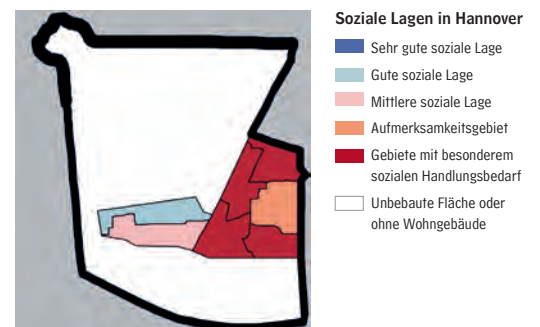 Soziale Lagen in Hannover
Sehr gute soziale Lage
Gute soziale Lage
Mittlere soziale Lage
Aufmerksamkeitsgebiet
Gebiete mit besonderem
sozialen Handlungsbedarf
Unbebaute Fläche oder
ohne Wohngebäude